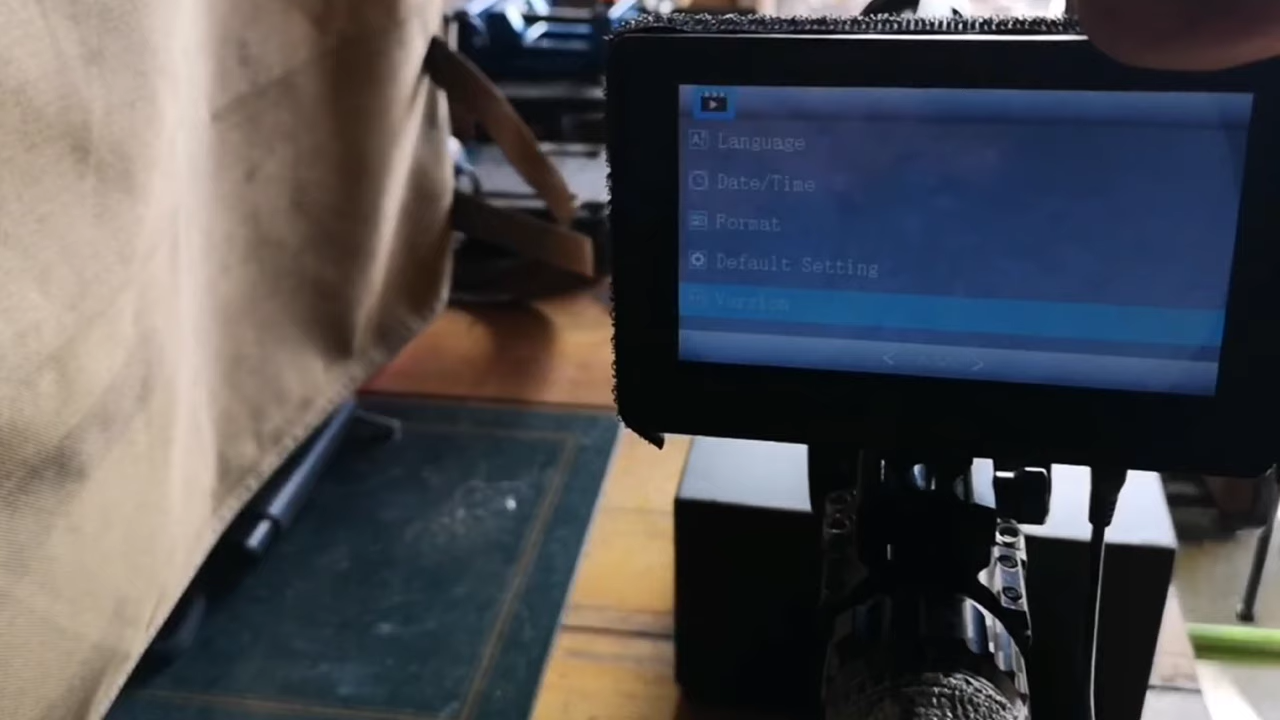 Language
Date/Time
Format
Default Setting
Version